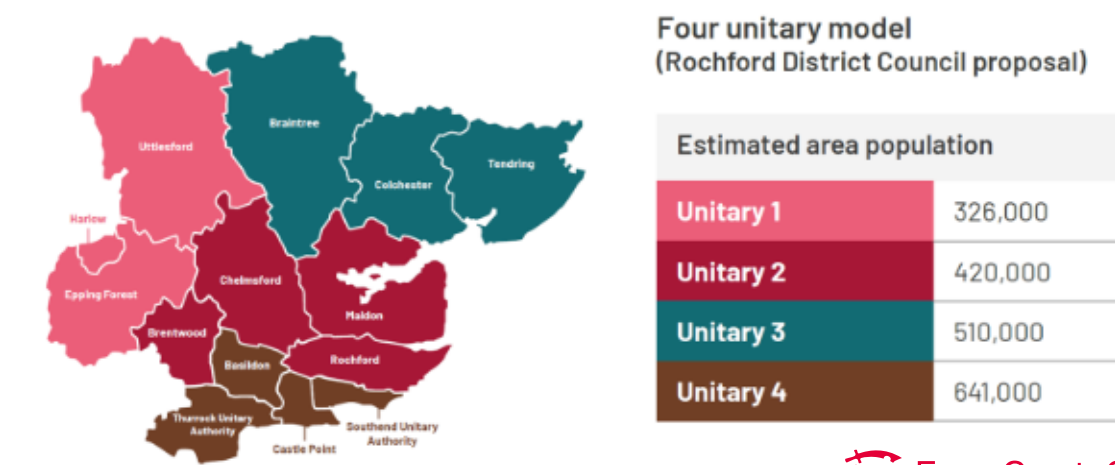 Four unitary model
(Rochford District Council proposal)
Estimated area population
Unitary 1 326,000
Unitary 2 420,000
Unitary 3 510,000
Unitary 4 641,000
Uttlesford
Braintree
Colchester
Tendring
Harlow
Epping Forest
Chelmsford
Maldon
Brentwood
Basildon
Rochford
Thurrock Unitary
Authority
Castle Point
Southend Unitary
Authority